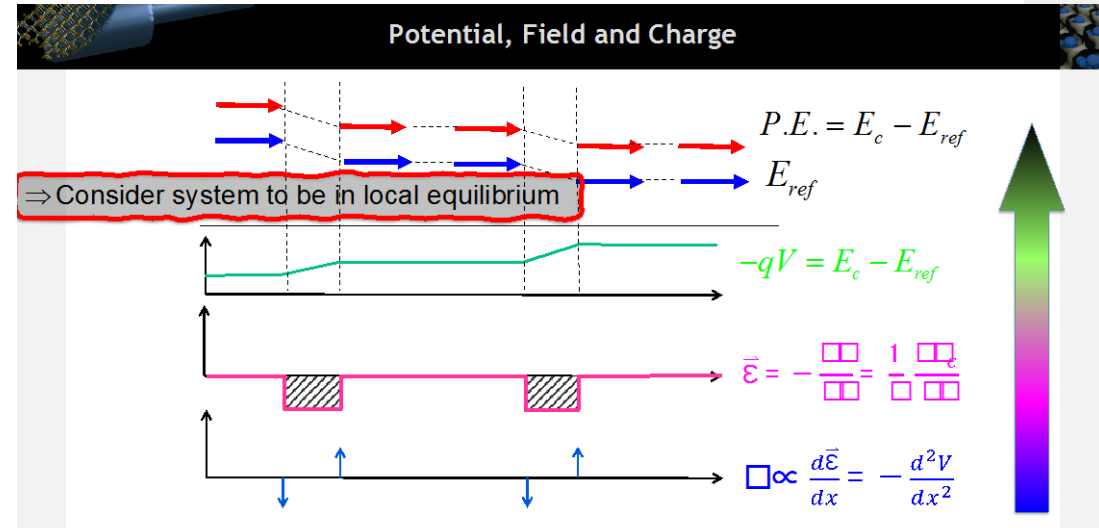 Potential, Field and Charge
P.E. = E_c − E_ref
E_ref
⇒ Consider system to be in local equilibrium
−qV = E_c − E_ref
ε⃗ = − □□/□□ = 1/□ □□_c/□□
□∝ dε⃗/dx = − d²V/dx²